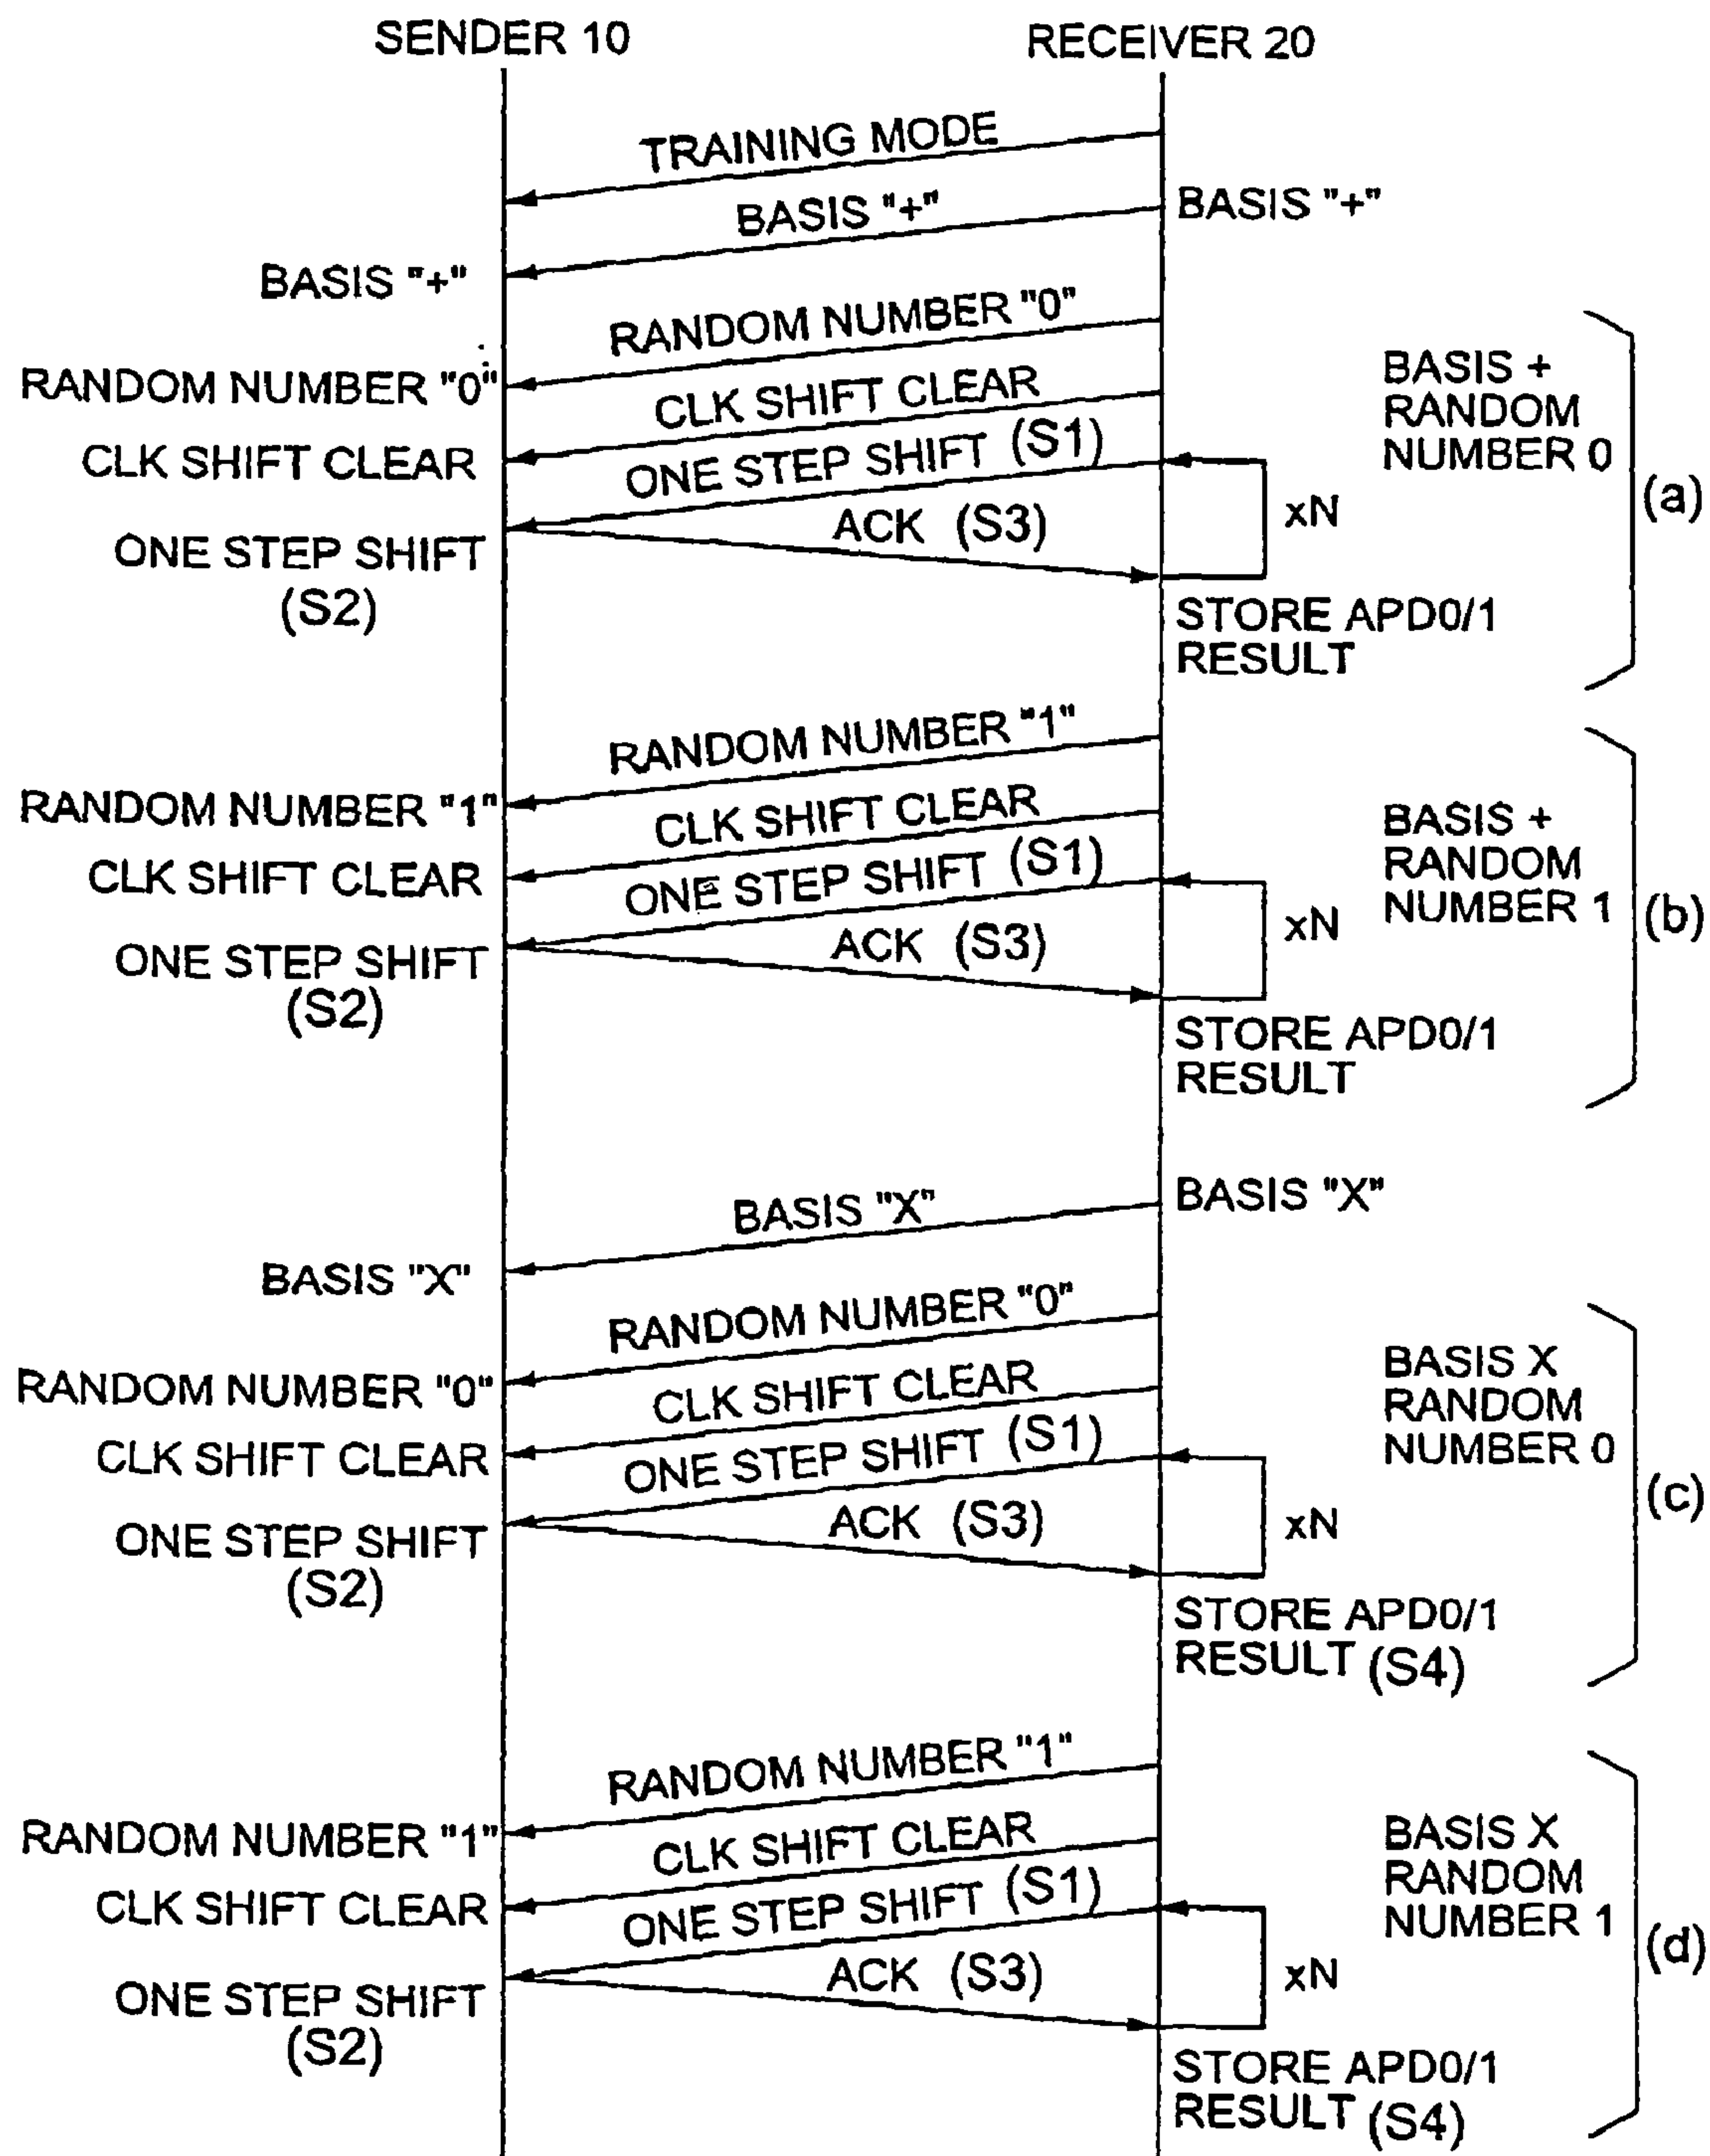 SENDER 10
RECEIVER 20
TRAINING MODE
BASIS "+"
BASIS "+"
BASIS "+"
RANDOM NUMBER "0"
RANDOM NUMBER "0"
CLK SHIFT CLEAR
CLK SHIFT CLEAR
ONE STEP SHIFT (S1)
ACK (S3)
ONE STEP SHIFT
(S2)
xN
STORE APD0/1
RESULT
BASIS +
RANDOM
NUMBER 0
(a)
RANDOM NUMBER "1"
RANDOM NUMBER "1"
CLK SHIFT CLEAR
CLK SHIFT CLEAR
ONE STEP SHIFT (S1)
ACK (S3)
ONE STEP SHIFT
(S2)
xN
STORE APD0/1
RESULT
BASIS +
RANDOM
NUMBER 1
(b)
BASIS "X"
BASIS "X"
BASIS "X"
RANDOM NUMBER "0"
RANDOM NUMBER "0"
CLK SHIFT CLEAR
CLK SHIFT CLEAR
ONE STEP SHIFT (S1)
ACK (S3)
ONE STEP SHIFT
(S2)
xN
STORE APD0/1
RESULT (S4)
BASIS X
RANDOM
NUMBER 0
(c)
RANDOM NUMBER "1"
RANDOM NUMBER "1"
CLK SHIFT CLEAR
CLK SHIFT CLEAR
ONE STEP SHIFT (S1)
ACK (S3)
ONE STEP SHIFT
(S2)
xN
STORE APD0/1
RESULT (S4)
BASIS X
RANDOM
NUMBER 1
(d)